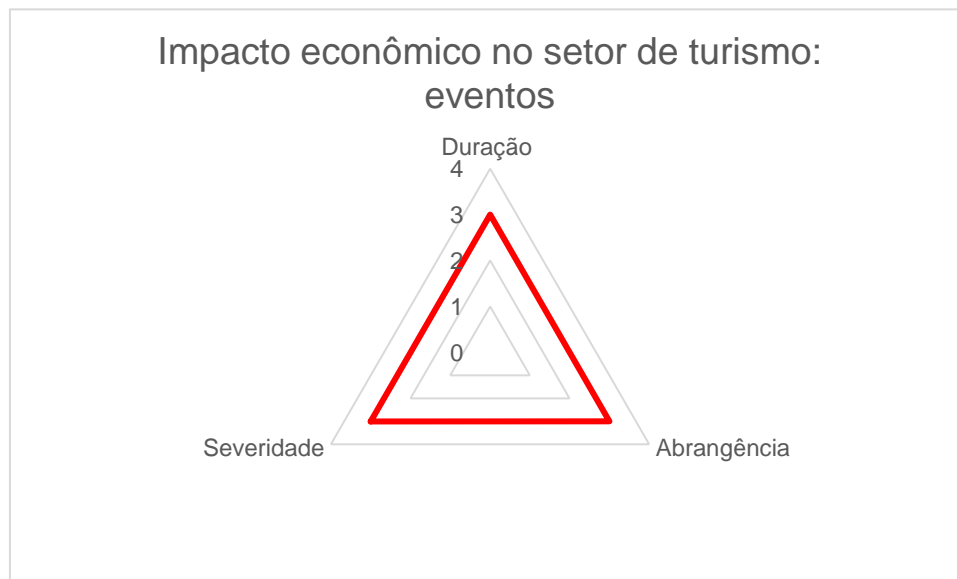 Impacto econômico no setor de turismo:
eventos
Duração
4
3
2
1
0
Severidade
Abrangência